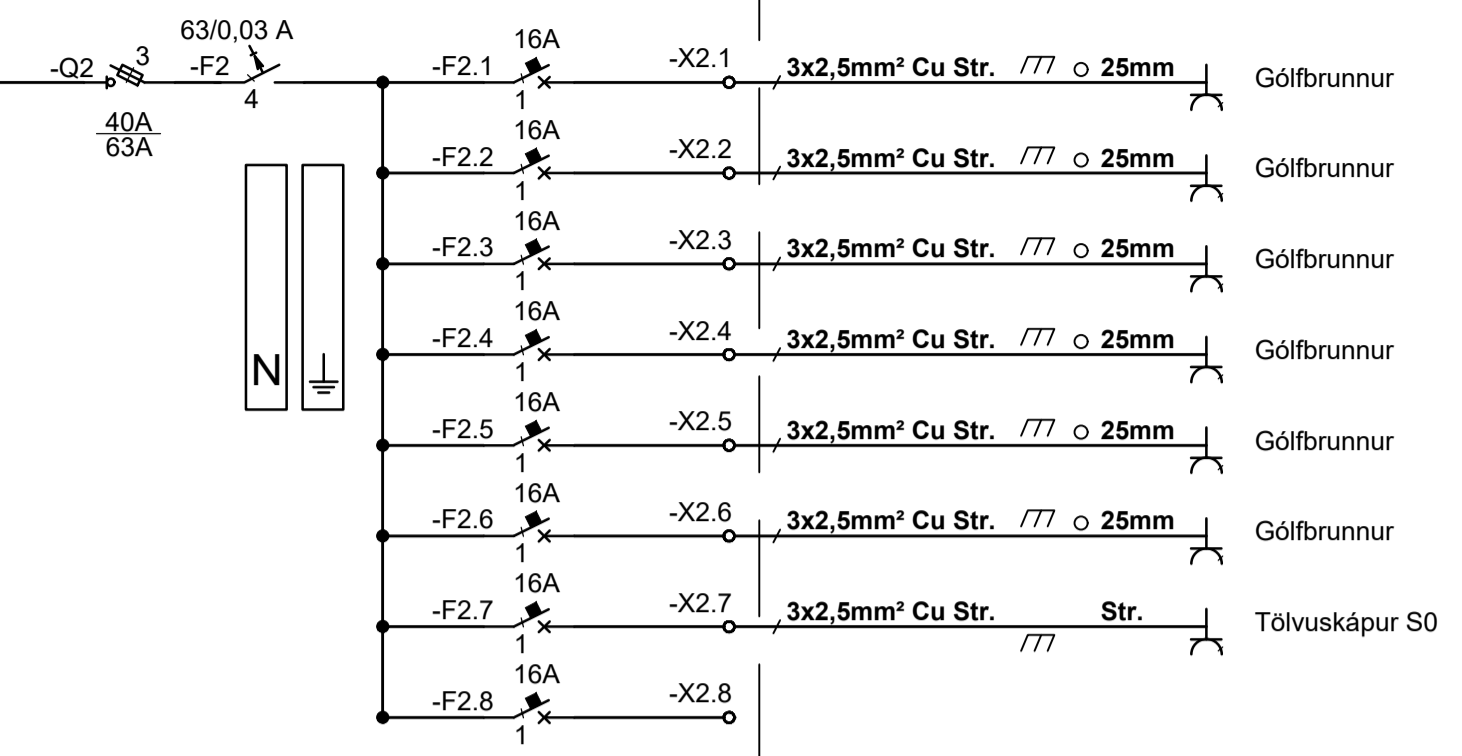 63/0,03 A
-Q2 3 -F2 4
40A
63A
N
16A
-F2.1 1 -X2.1 3x2,5mm² Cu Str. 25mm Gólfbrunnur
16A
-F2.2 1 -X2.2 3x2,5mm² Cu Str. 25mm Gólfbrunnur
16A
-F2.3 1 -X2.3 3x2,5mm² Cu Str. 25mm Gólfbrunnur
16A
-F2.4 1 -X2.4 3x2,5mm² Cu Str. 25mm Gólfbrunnur
16A
-F2.5 1 -X2.5 3x2,5mm² Cu Str. 25mm Gólfbrunnur
16A
-F2.6 1 -X2.6 3x2,5mm² Cu Str. 25mm Gólfbrunnur
16A
-F2.7 1 -X2.7 3x2,5mm² Cu Str. Str. Tölvuskápur S0
16A
-F2.8 1 -X2.8